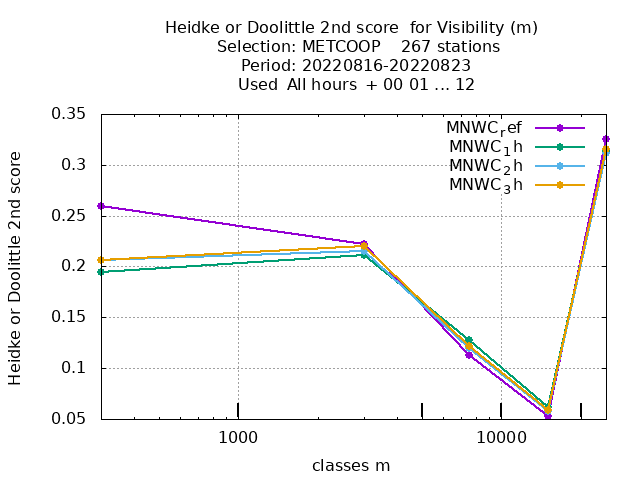 Heidke or Doolittle 2nd score  for Visibility (m)
Selection: METCOOP    267 stations
Period: 20220816-20220823
Used  All hours  + 00 01 ... 12
Heidke or Doolittle 2nd score
0.35
0.3
0.25
0.2
0.15
0.1
0.05
MNWC_ref
MNWC_1h
MNWC_2h
MNWC_3h
1000
10000
classes m